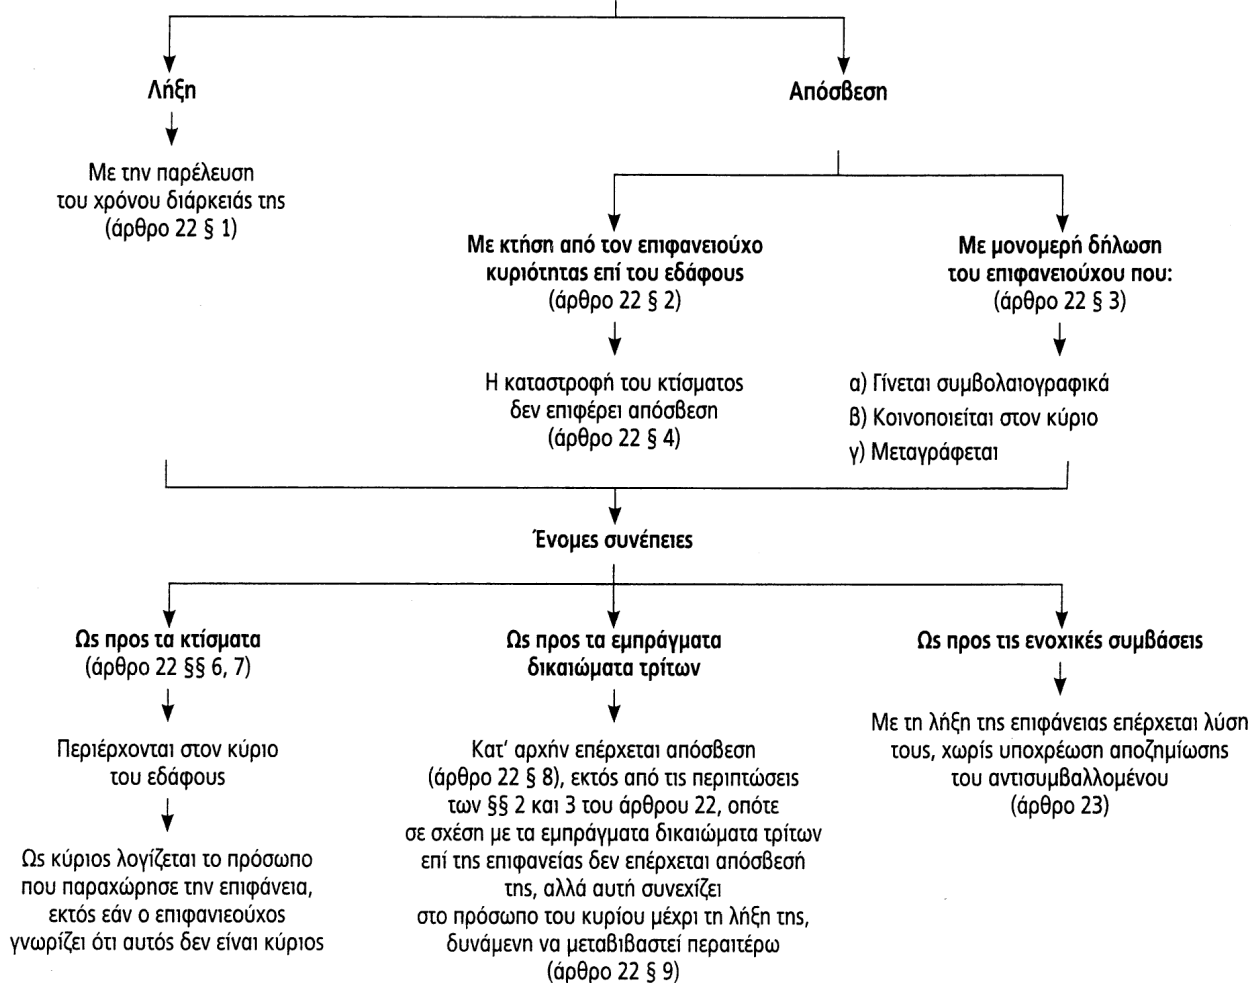 Λήξη
Απόσβεση
Με την παρέλευση
του χρόνου διάρκειάς της
(άρθρο 22 § 1)
Με κτήση από τον επιφανειούχο
κυριότητας επί του εδάφους
(άρθρο 22 § 2)
Με μονομερή δήλωση
του επιφανειούχου που:
(άρθρο 22 § 3)
Η καταστροφή του κτίσματος
δεν επιφέρει απόσβεση
(άρθρο 22 § 4)
α) Γίνεται συμβολαιογραφικά
β) Κοινοποιείται στον κύριο
γ) Μεταγράφεται
Ένομες συνέπειες
Ως προς τα κτίσματα
(άρθρο 22 §§ 6, 7)
Ως προς τα εμπράγματα
δικαιώματα τρίτων
Ως προς τις ενοχικές συμβάσεις
Περιέρχονται στον κύριο
του εδάφους
Ως κύριος λογίζεται το πρόσωπο
που παραχώρησε την επιφάνεια,
εκτός εάν ο επιφανιεούχος
γνωρίζει ότι αυτός δεν είναι κύριος
Κατ’ αρχήν επέρχεται απόσβεση
(άρθρο 22 § 8), εκτός από τις περιπτώσεις
των §§ 2 και 3 του άρθρου 22, οπότε
σε σχέση με τα εμπράγματα δικαιώματα τρίτων
επί της επιφανείας δεν επέρχεται απόσβεσή
της, αλλά αυτή συνεχίζει
στο πρόσωπο του κυρίου μέχρι τη λήξη της,
δυνάμενη να μεταβιβαστεί περαιτέρω
(άρθρο 22 § 9)
Με τη λήξη της επιφάνειας επέρχεται λύση
τους, χωρίς υποχρέωση αποζημίωσης
του αντισυμβαλλομένου
(άρθρο 23)